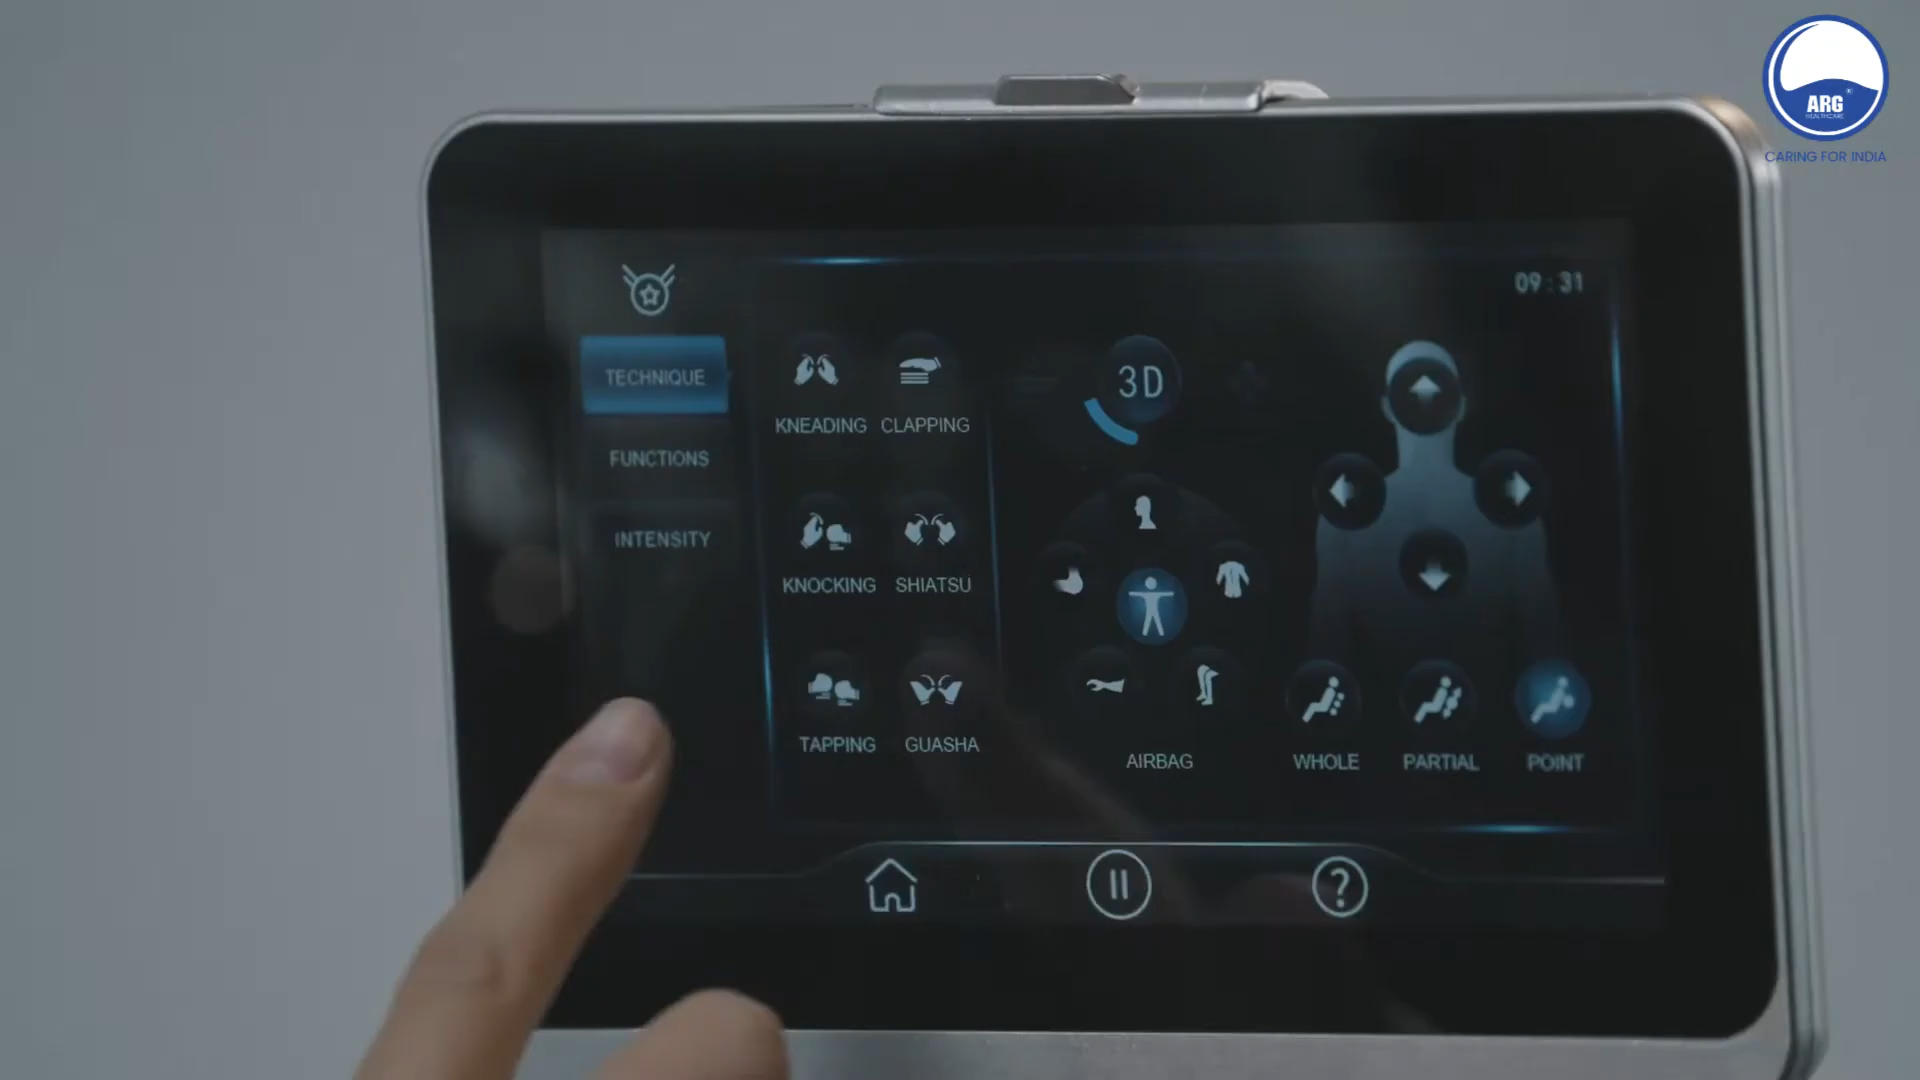 ARG
HEALTHCARE
CARING FOR INDIA
09:31
TECHNIQUE
FUNCTIONS
INTENSITY
KNEADING
CLAPPING
KNOCKING
SHIATSU
TAPPING
GUASHA
3D
AIRBAG
WHOLE
PARTIAL
POINT
?